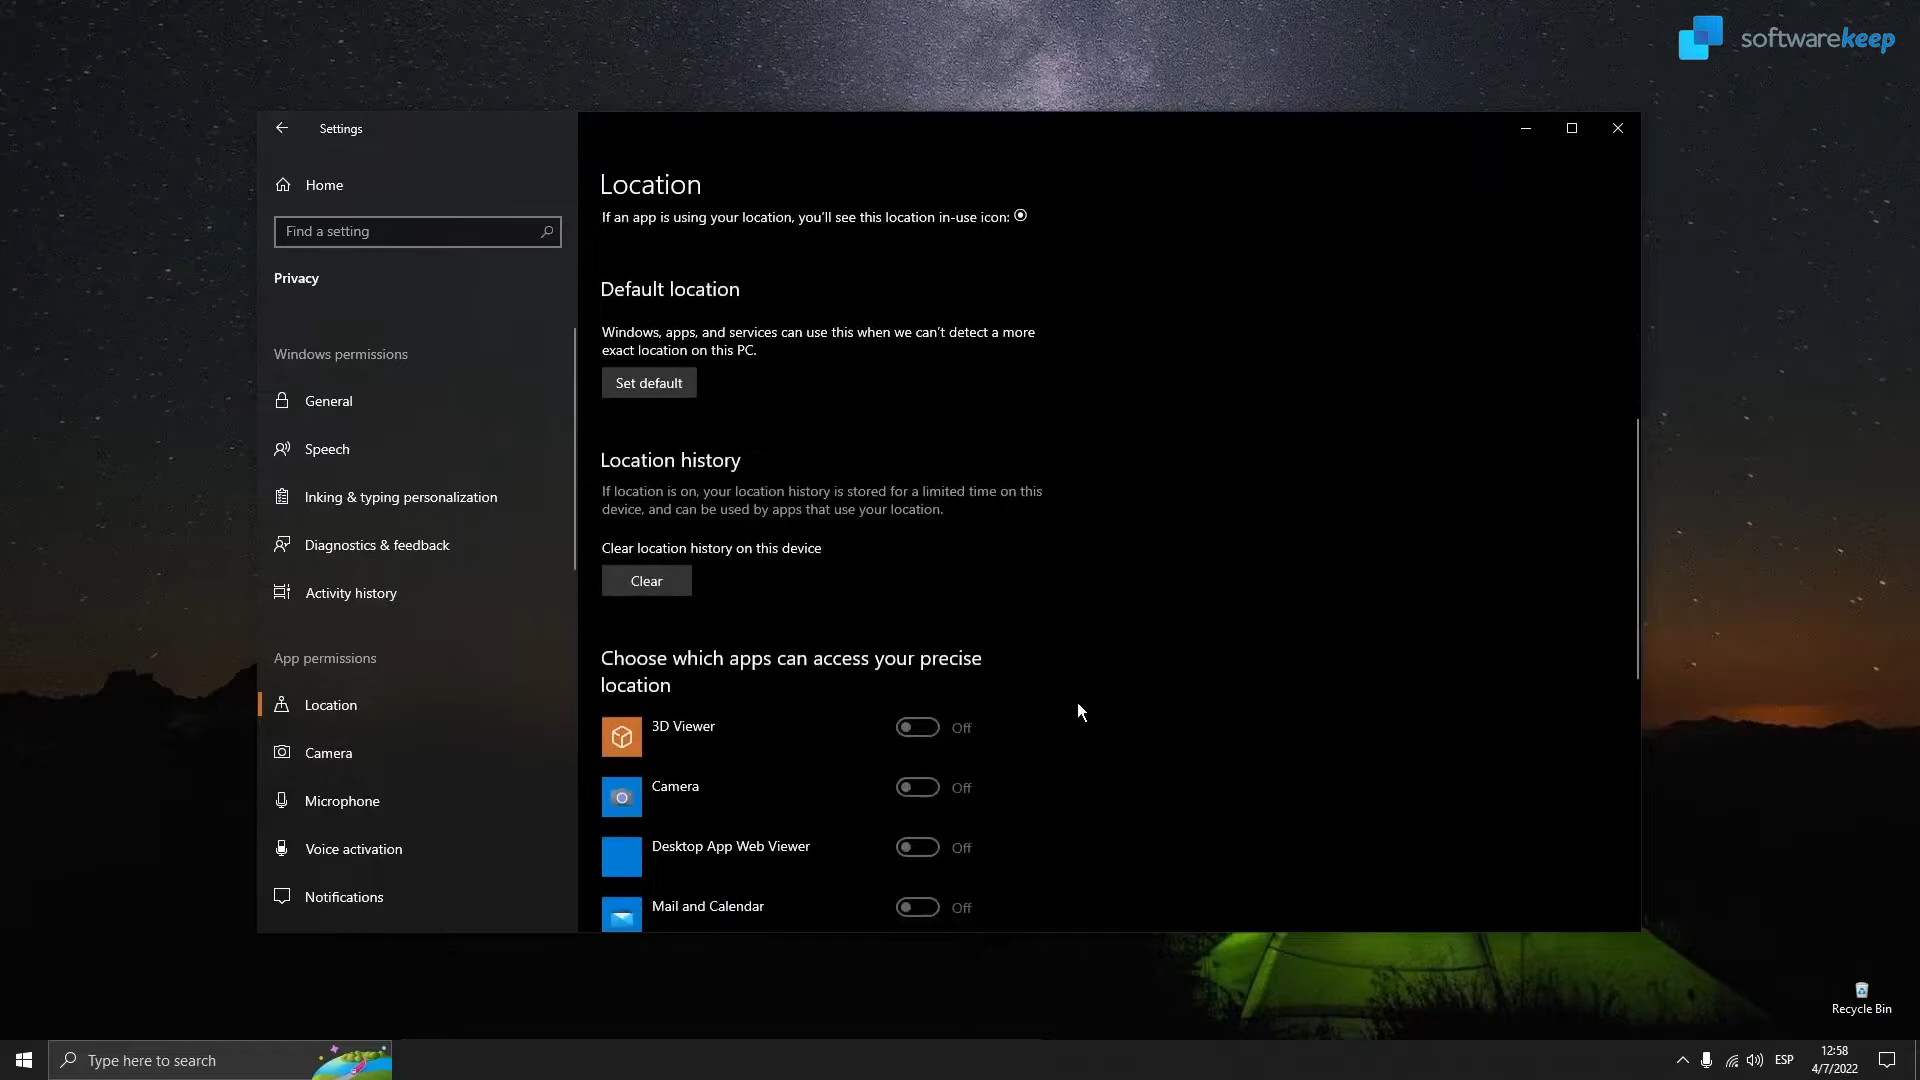 softwarekeep
Settings
Home
Find a setting
Privacy
Windows permissions
General
Speech
Inking & typing personalization
Diagnostics & feedback
Activity history
App permissions
Location
Camera
Microphone
Voice activation
Notifications
Location
If an app is using your location, you'll see this location in-use icon:
Default location
Windows, apps, and services can use this when we can't detect a more
exact location on this PC.
Set default
Location history
If location is on, your location history is stored for a limited time on this
device, and can be used by apps that use your location.
Clear location history on this device
Clear
Choose which apps can access your precise
location
3D Viewer Off
Camera Off
Desktop App Web Viewer Off
Mail and Calendar Off
Recycle Bin
Type here to search
ESP
12:58
4/7/2022